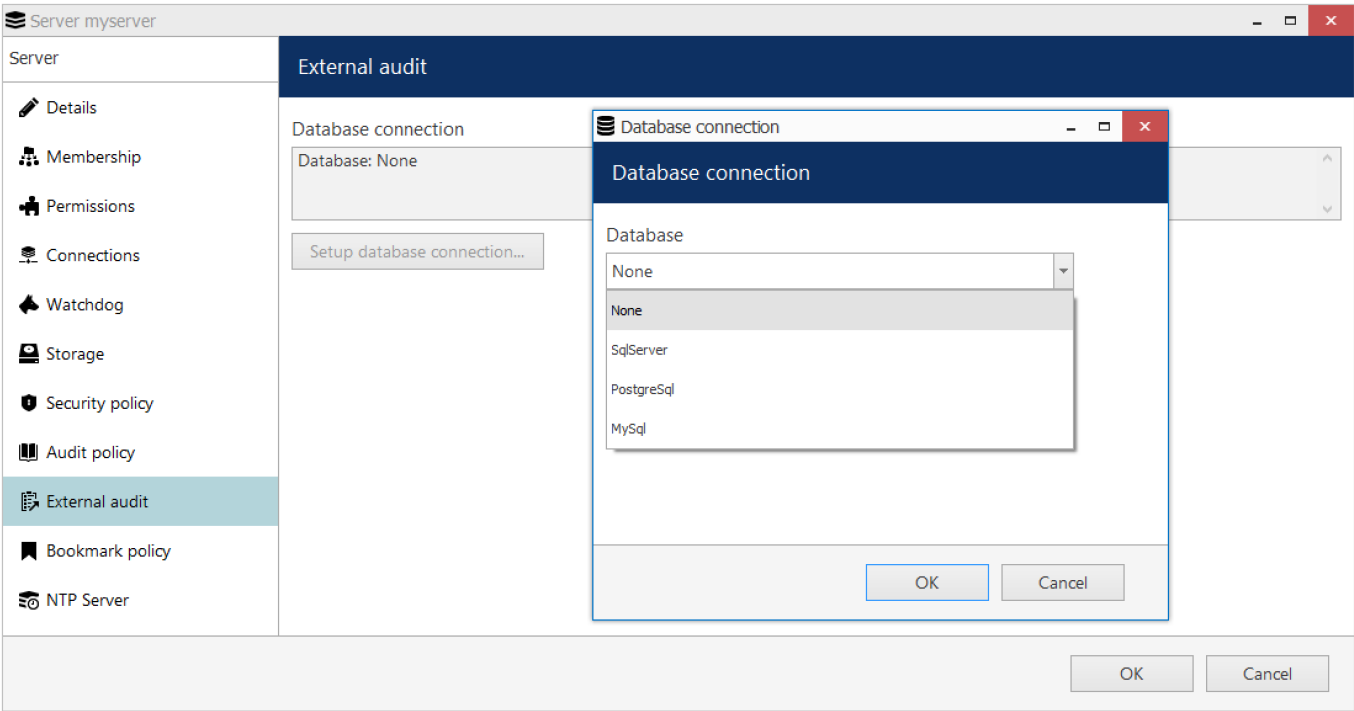 Server myserver
Server
Details
Membership
Permissions
Connections
Watchdog
Storage
Security policy
Audit policy
External audit
Bookmark policy
NTP Server
External audit
Database connection
Database: None
Setup database connection...
Database connection
Database connection
Database
None
None
SqlServer
PostgreSql
MySql
OK
Cancel
OK
Cancel